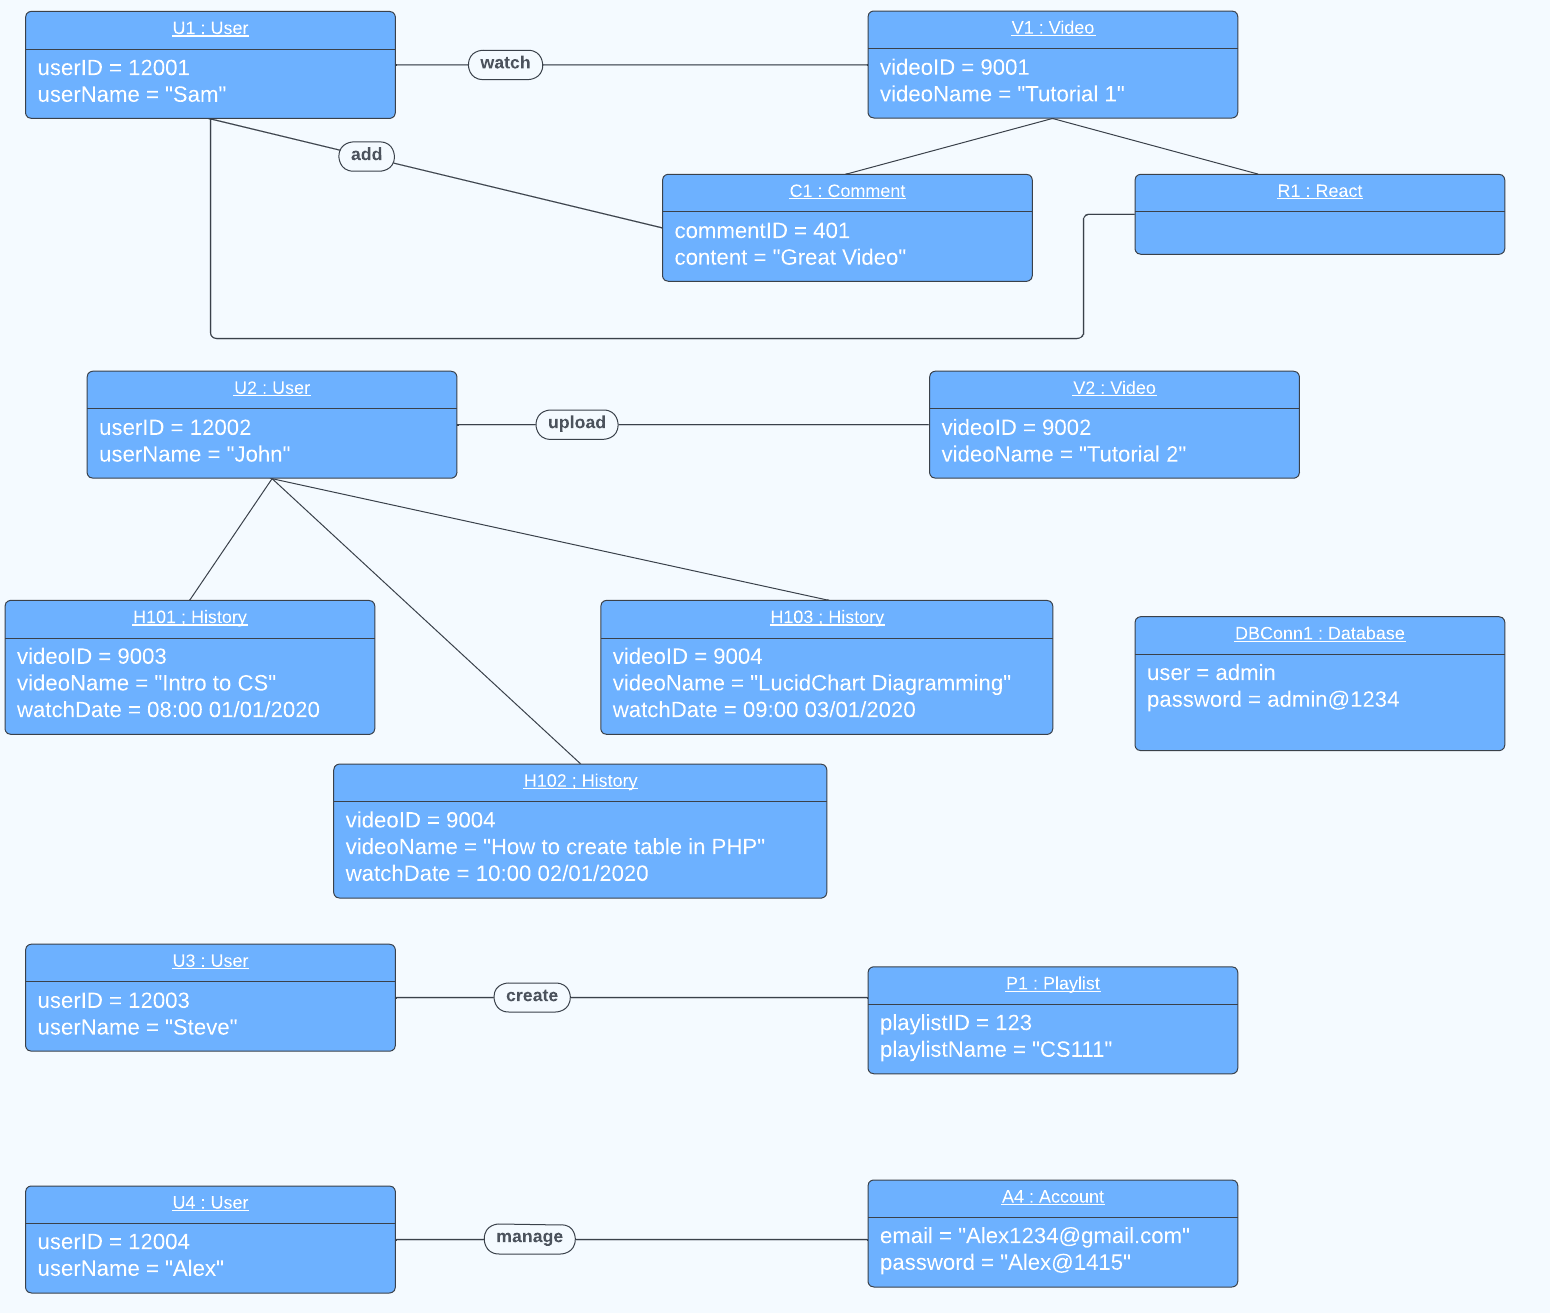 U1 : User
userID = 12001
userName = "Sam"
watch
V1 : Video
videoID = 9001
videoName = "Tutorial 1"
add
C1 : Comment
commentID = 401
content = "Great Video"
R1 : React
U2 : User
userID = 12002
userName = "John"
upload
V2 : Video
videoID = 9002
videoName = "Tutorial 2"
H101 ; History
videoID = 9003
videoName = "Intro to CS"
watchDate = 08:00 01/01/2020
H103 ; History
videoID = 9004
videoName = "LucidChart Diagramming"
watchDate = 09:00 03/01/2020
DBConn1 : Database
user = admin
password = admin@1234
H102 ; History
videoID = 9004
videoName = "How to create table in PHP"
watchDate = 10:00 02/01/2020
U3 : User
userID = 12003
userName = "Steve"
create
P1 : Playlist
playlistID = 123
playlistName = "CS111"
U4 : User
userID = 12004
userName = "Alex"
manage
A4 : Account
email = "Alex1234@gmail.com"
password = "Alex@1415"